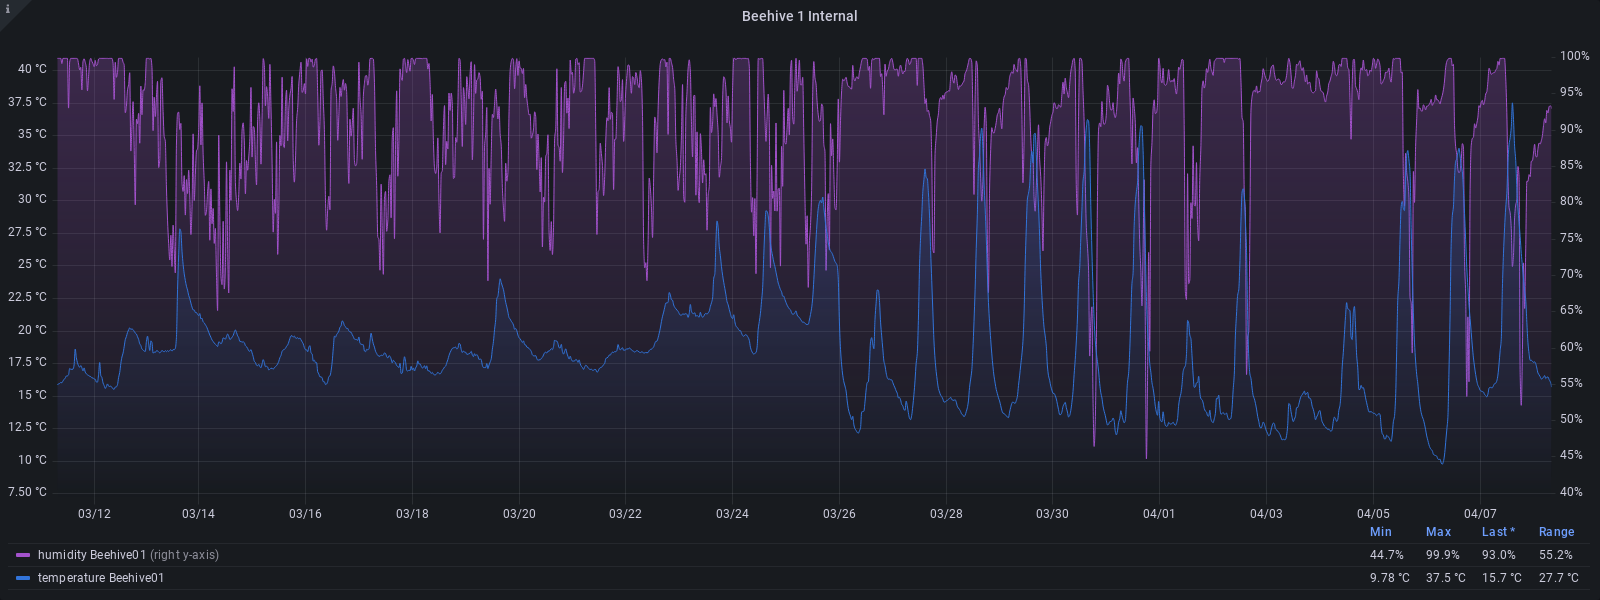 i
Beehive 1 Internal
40 °C 100%
37.5 °C 95%
35 °C 90%
32.5 °C 85%
30 °C 80%
27.5 °C 75%
25 °C 70%
22.5 °C 65%
20 °C 60%
17.5 °C 55%
15 °C 50%
12.5 °C 45%
10 °C 40%
7.50 °C
03/12 03/14 03/16 03/18 03/20 03/22 03/24 03/26 03/28 03/30 04/01 04/03 04/05 04/07
Min Max Last * Range
humidity Beehive01 (right y-axis) 44.7% 99.9% 93.0% 55.2%
temperature Beehive01 9.78 °C 37.5 °C 15.7 °C 27.7 °C